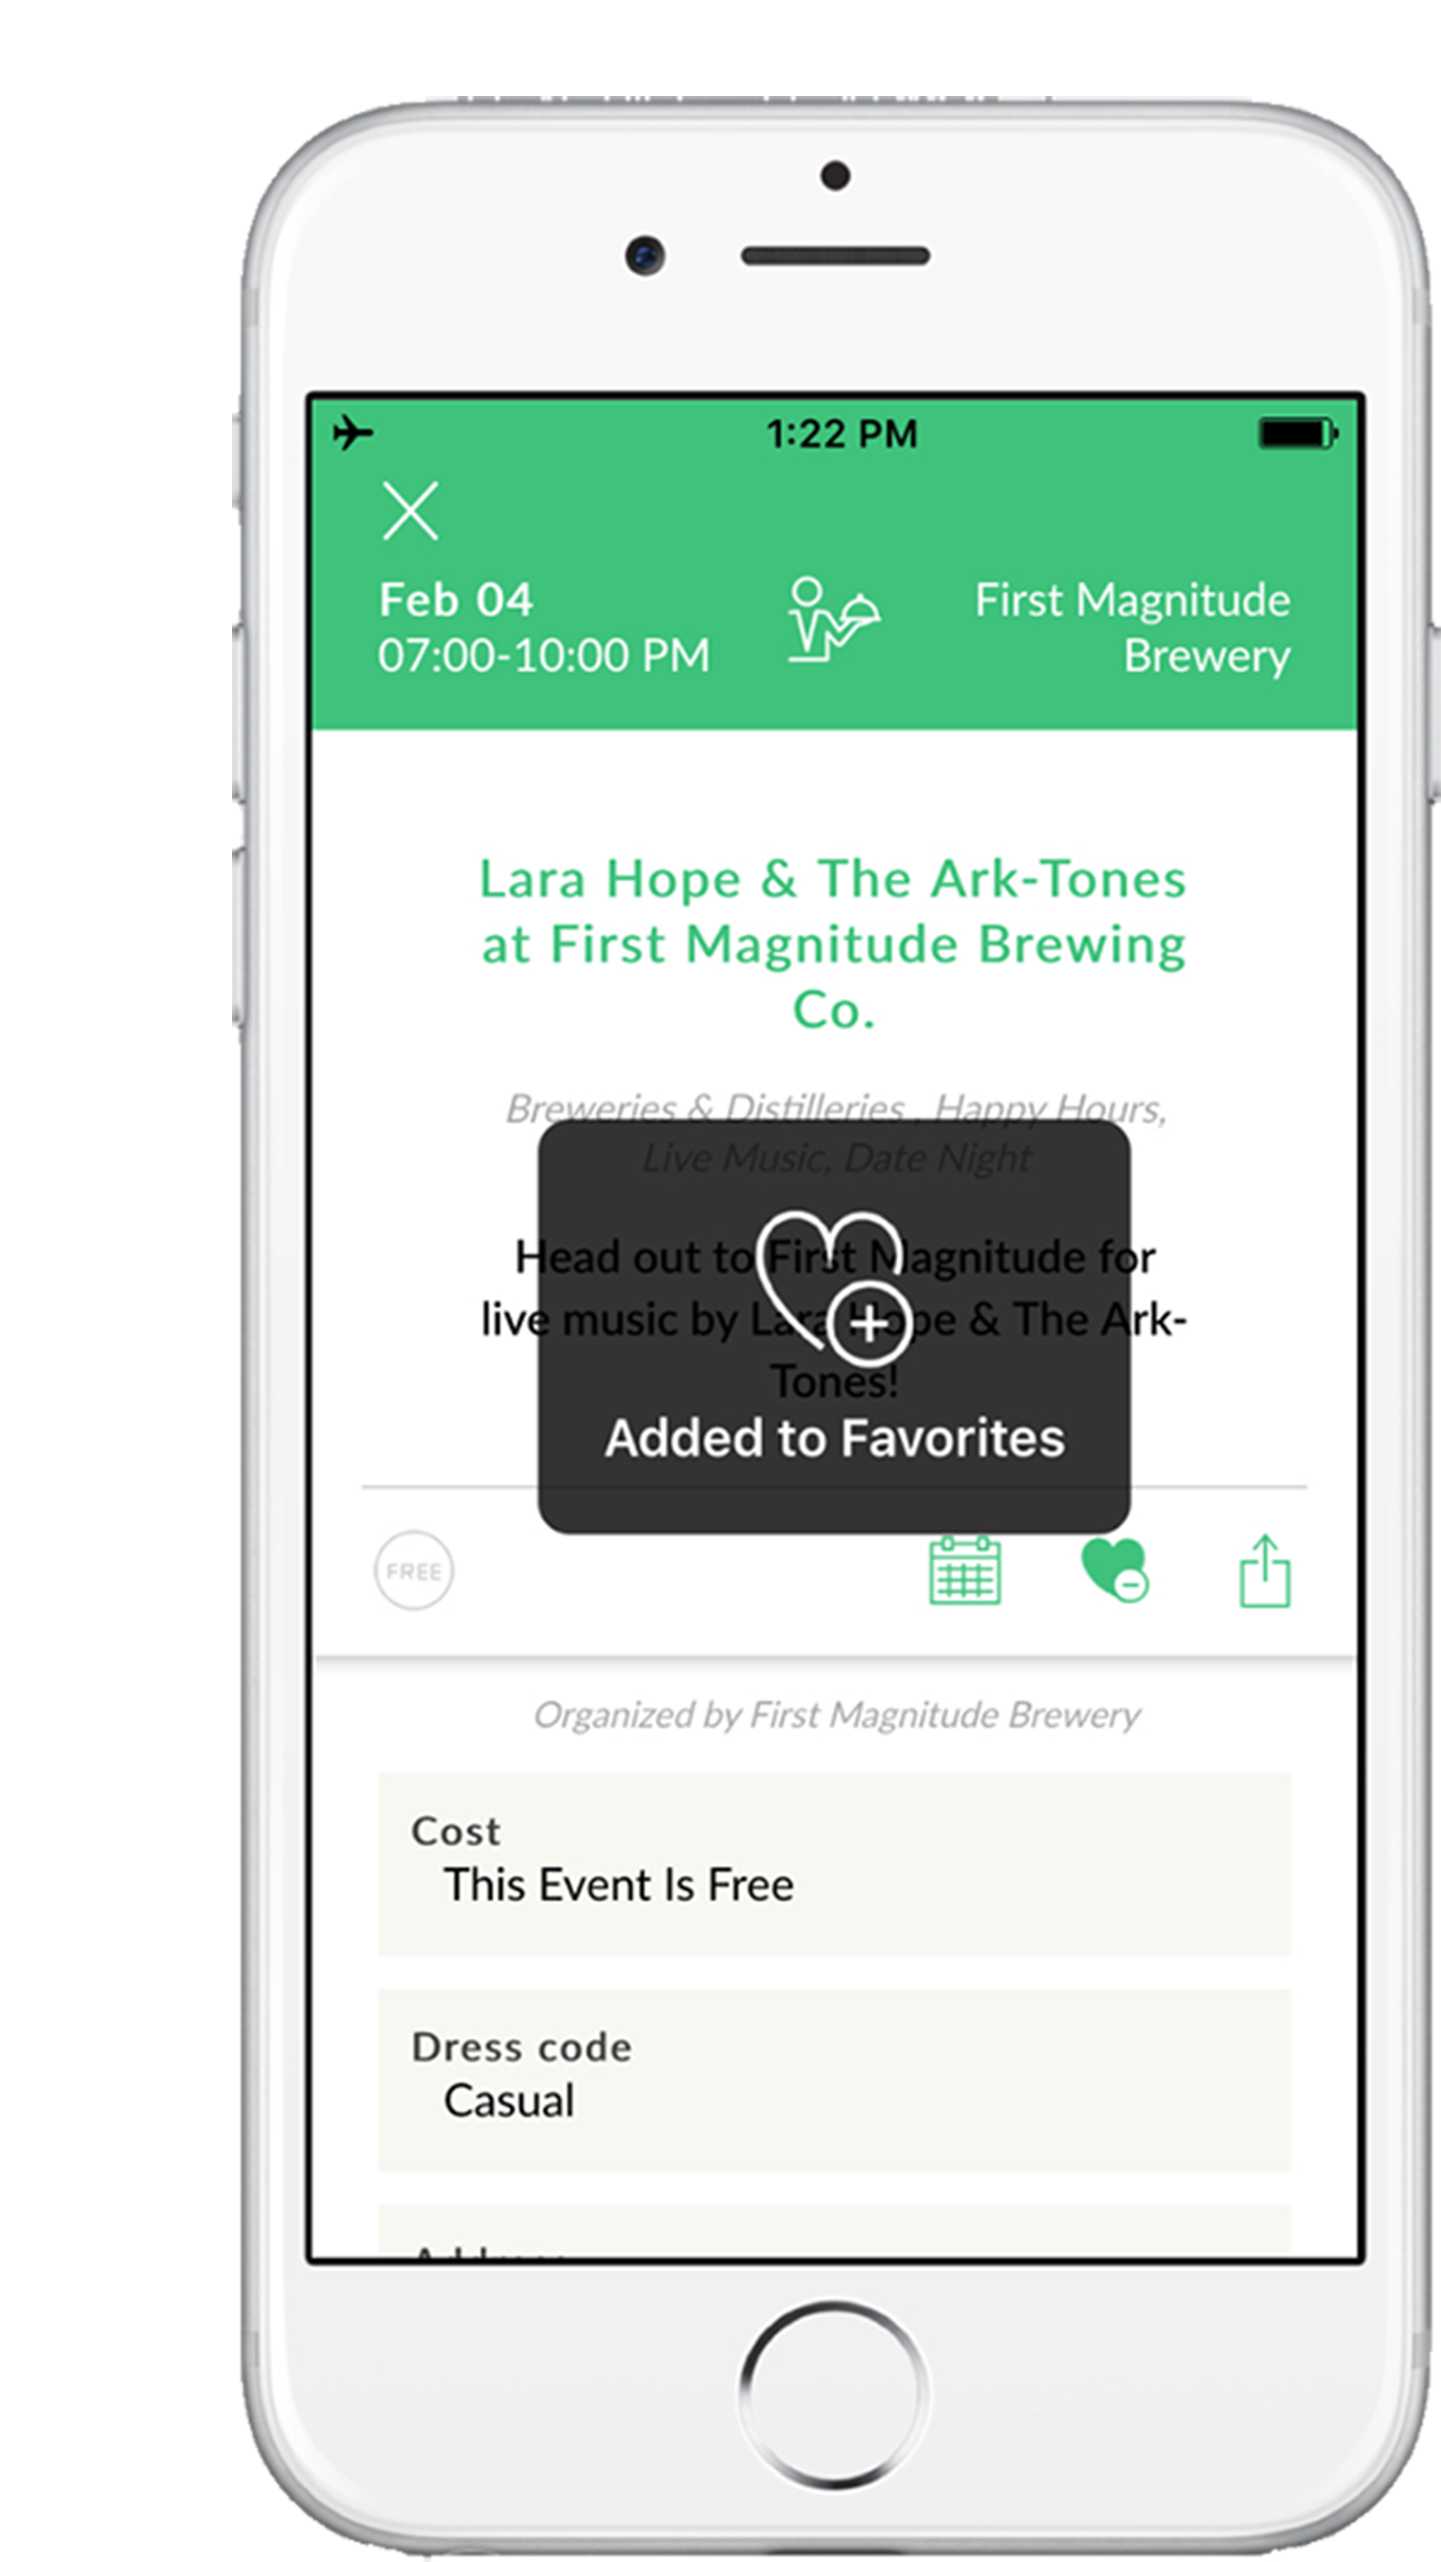 1:22 PM
Feb 04
07:00-10:00 PM
First Magnitude
Brewery
Lara Hope & The Ark-Tones
at First Magnitude Brewing
Co.
Breweries & Distilleries , Happy Hours,
Live Music, Date Night
Head out to First Magnitude for
live music by Lara Hope & The Ark-
Tones!
Added to Favorites
FREE
Organized by First Magnitude Brewery
Cost
This Event Is Free
Dress code
Casual